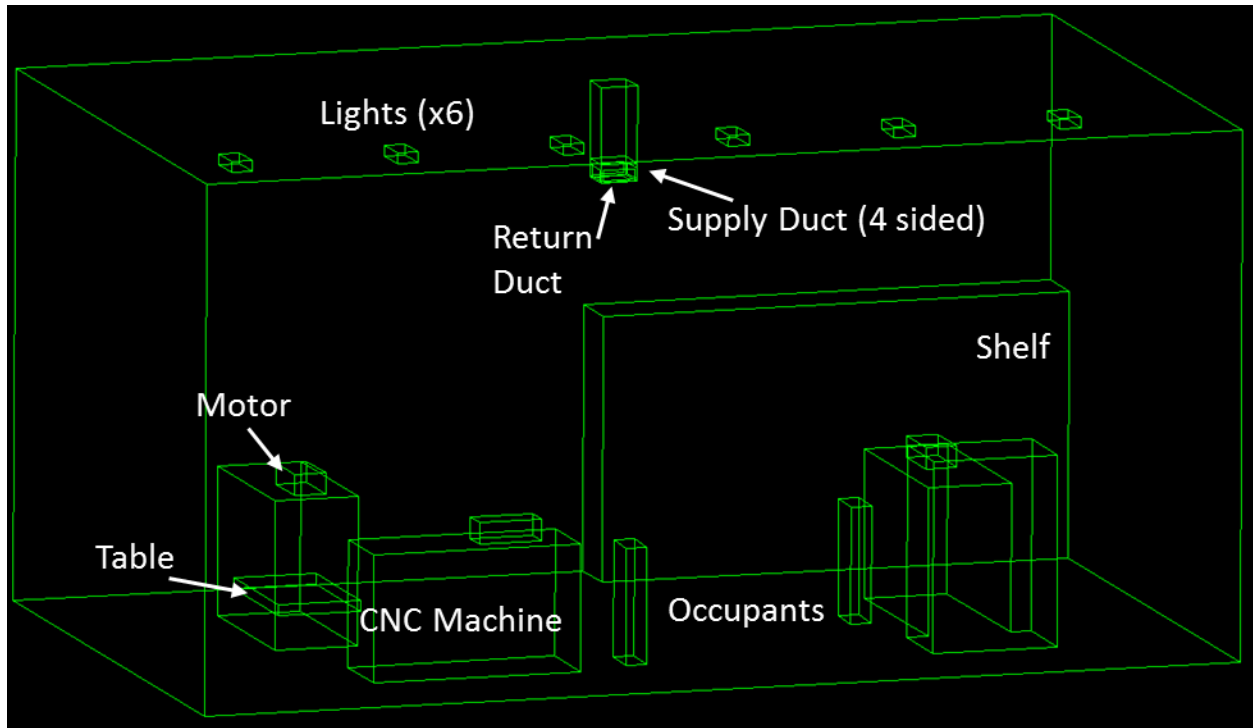 Lights (x6)
Supply Duct (4 sided)
Return
Duct
Shelf
Motor
Table
CNC Machine
Occupants